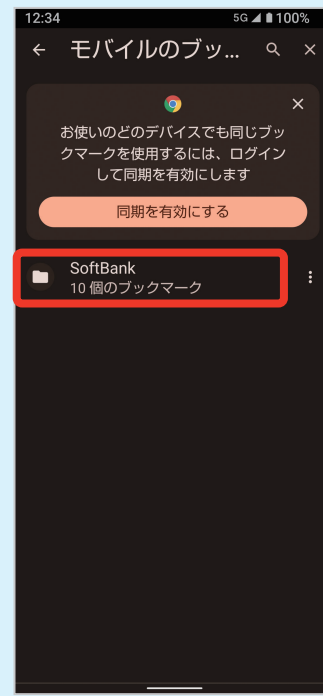 12:34 5G 100%
モバイルのブッ...
お使いのどのデバイスでも同じブッ
クマークを使用するには、ログイン
して同期を有効にします
同期を有効にする
SoftBank
10 個のブックマーク